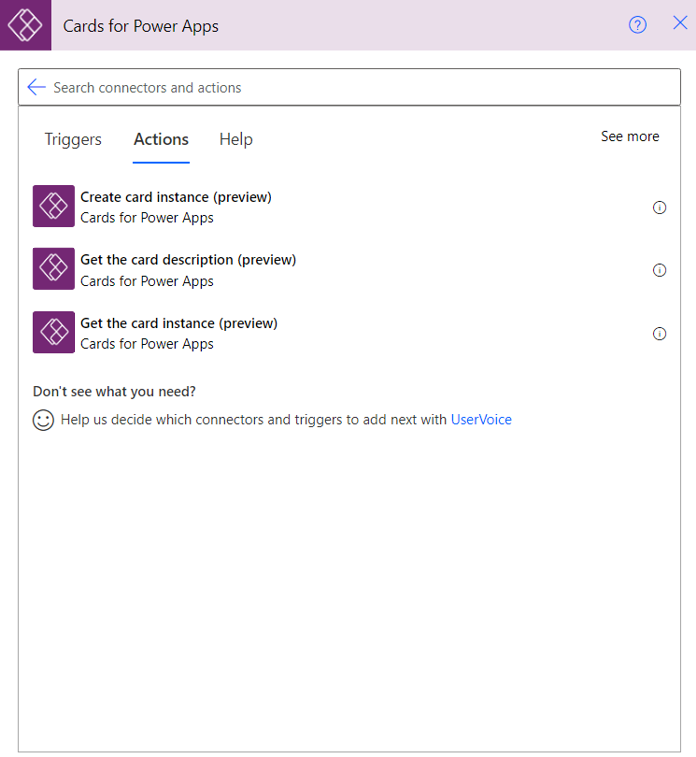 Cards for Power Apps
Search connectors and actions
Triggers Actions Help See more
Create card instance (preview)
Cards for Power Apps
Get the card description (preview)
Cards for Power Apps
Get the card instance (preview)
Cards for Power Apps
Don't see what you need?
Help us decide which connectors and triggers to add next with UserVoice